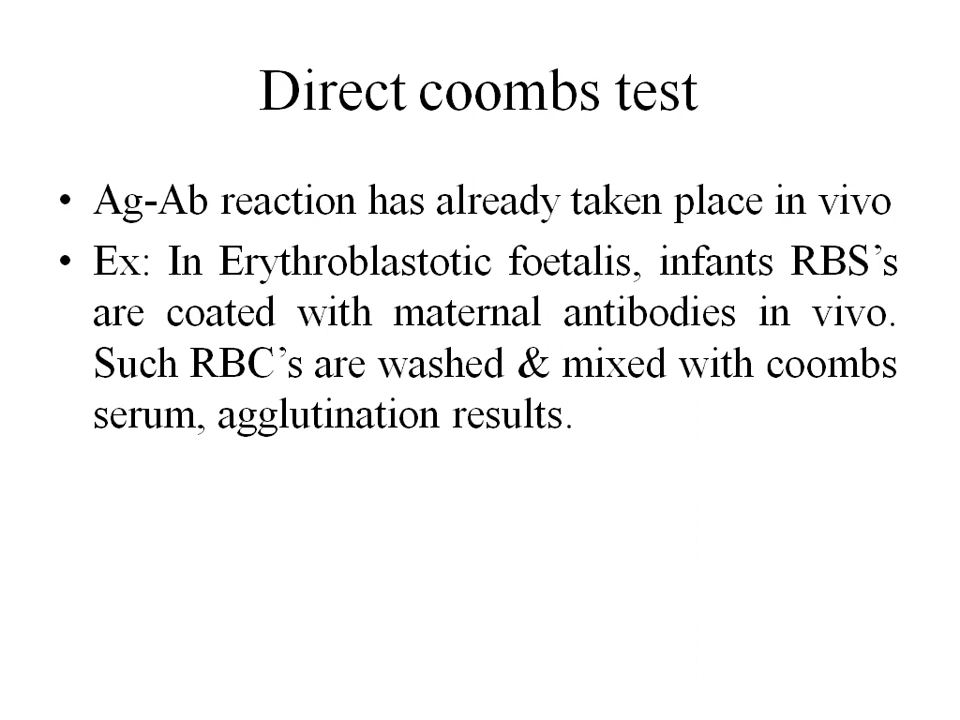 Direct coombs test
• Ag-Ab reaction has already taken place in vivo
• Ex: In Erythroblastotic foetalis, infants RBS’s
are coated with maternal antibodies in vivo.
Such RBC’s are washed & mixed with coombs
serum, agglutination results.